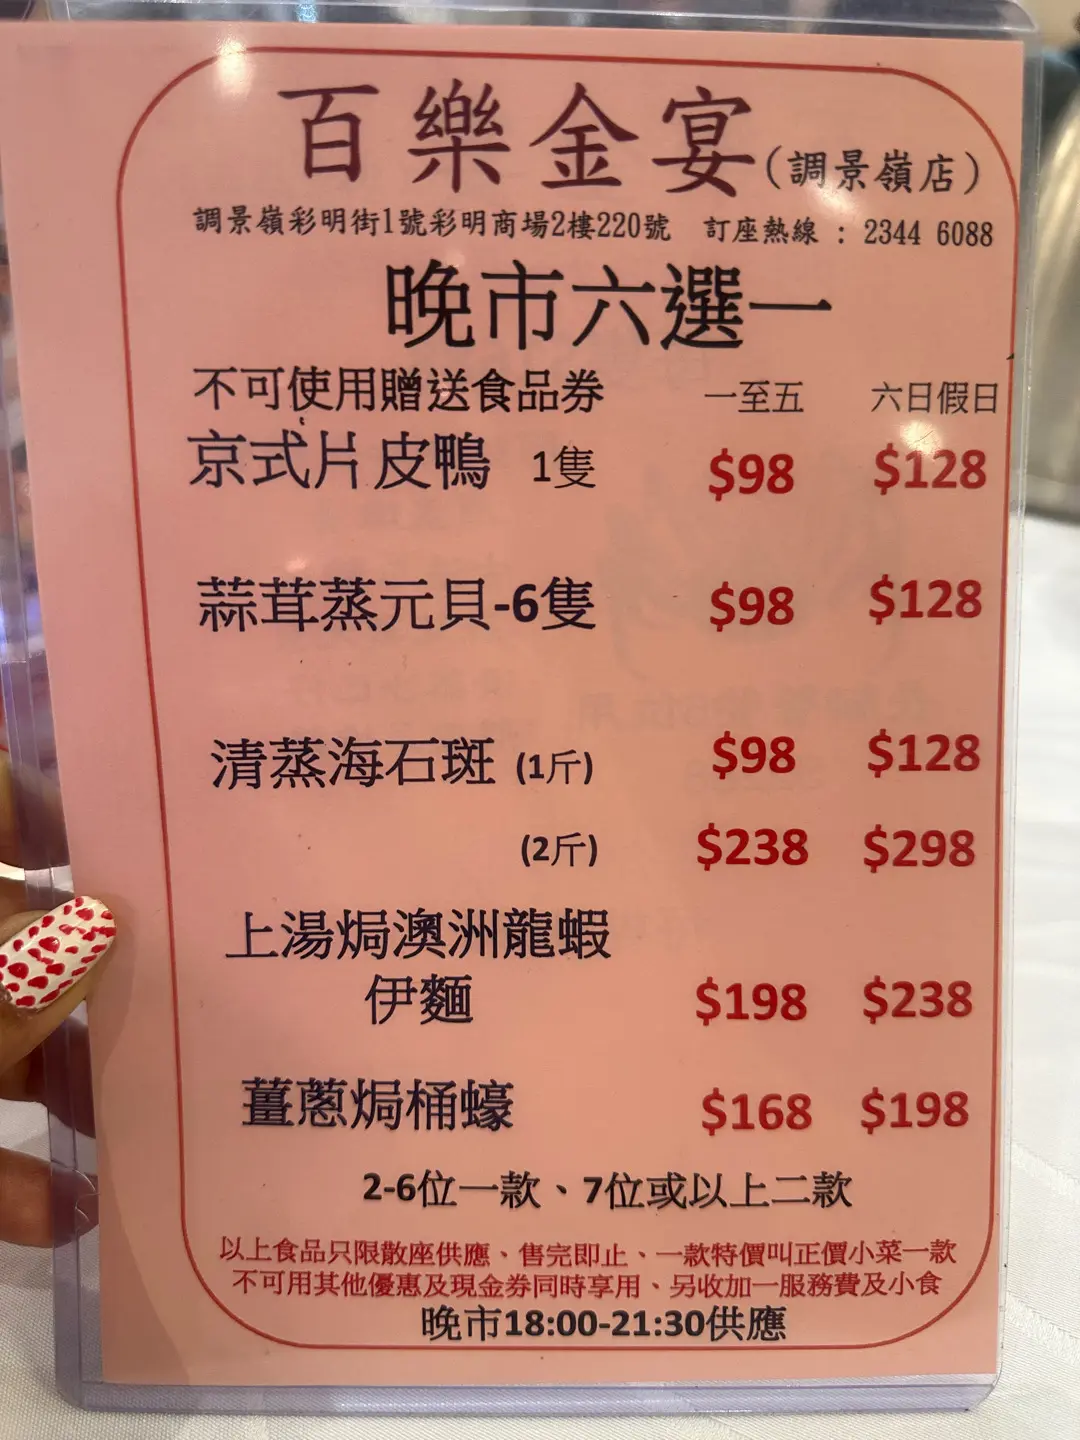 百樂金宴(調景嶺店)
調景嶺彩明街1號彩明商場2樓220號 訂座熱線：2344 6088
晚市六選一
不可使用贈送食品券 一至五 六日假日
京式片皮鴨 1隻 $98 $128
蒜茸蒸元貝-6隻 $98 $128
清蒸海石斑 (1斤) $98 $128
(2斤) $238 $298
上湯焗澳洲龍蝦
伊麵 $198 $238
薑蔥焗桶蠔 $168 $198
2-6位一款、7位或以上二款
以上食品只限散座供應、售完即止、一款特價叫正價小菜一款
不可用其他優惠及現金券同時享用、另收加一服務費及小食
晚市18:00-21:30供應